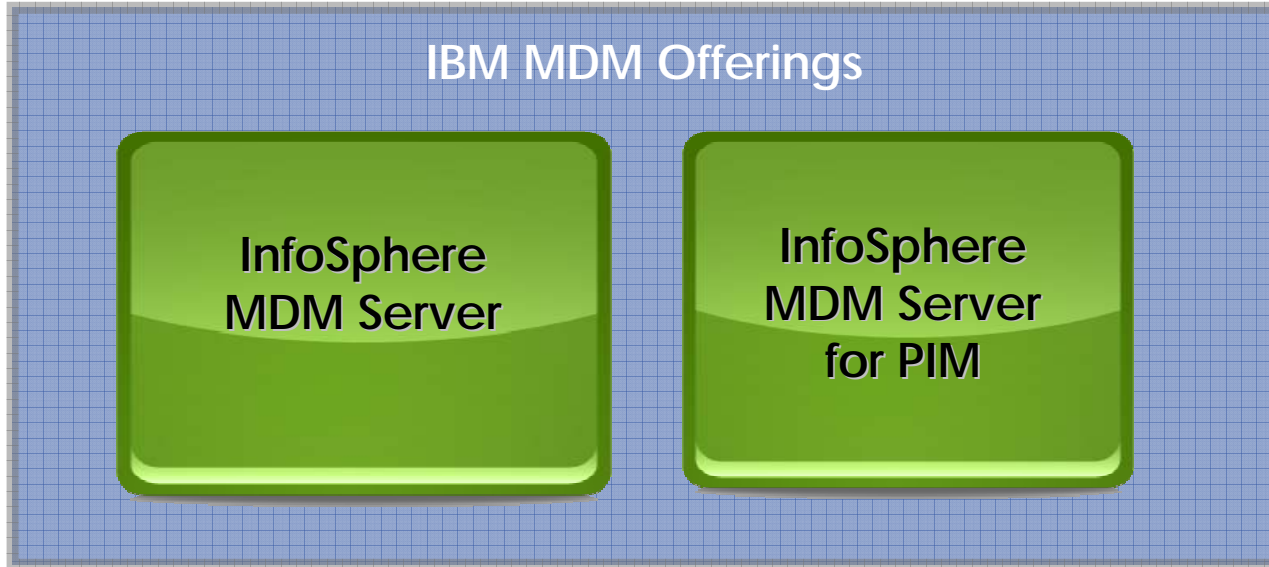 IBM MDM Offerings
InfoSphere
MDM Server
InfoSphere
MDM Server
for PIM